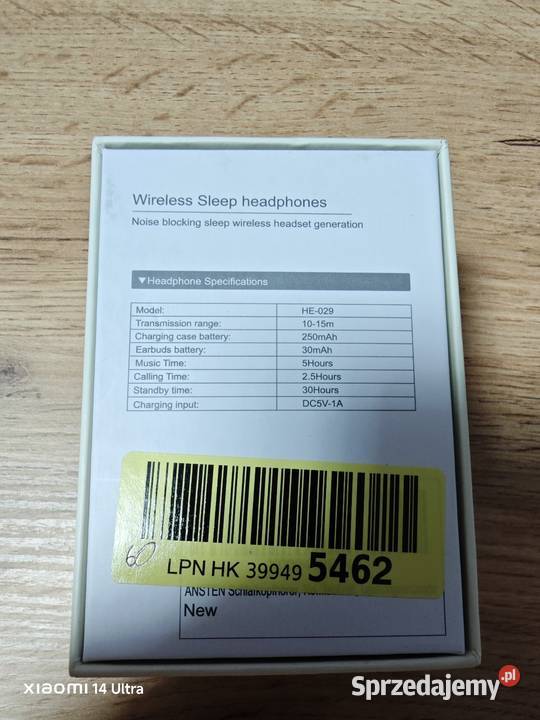 Wireless Sleep headphones
Noise blocking sleep wireless headset generation
▼Headphone Specifications
Model: HE-029
Transmission range: 10-15m
Charging case battery: 250mAh
Earbuds battery: 30mAh
Music Time: 5Hours
Calling Time: 2.5Hours
Standby time: 30Hours
Charging input: DC5V-1A
60
LPN HK 39949 5462
ANSTEN Schlafkopfhörer,
New
XIAOMI 14 Ultra
Sprzedajemy.pl